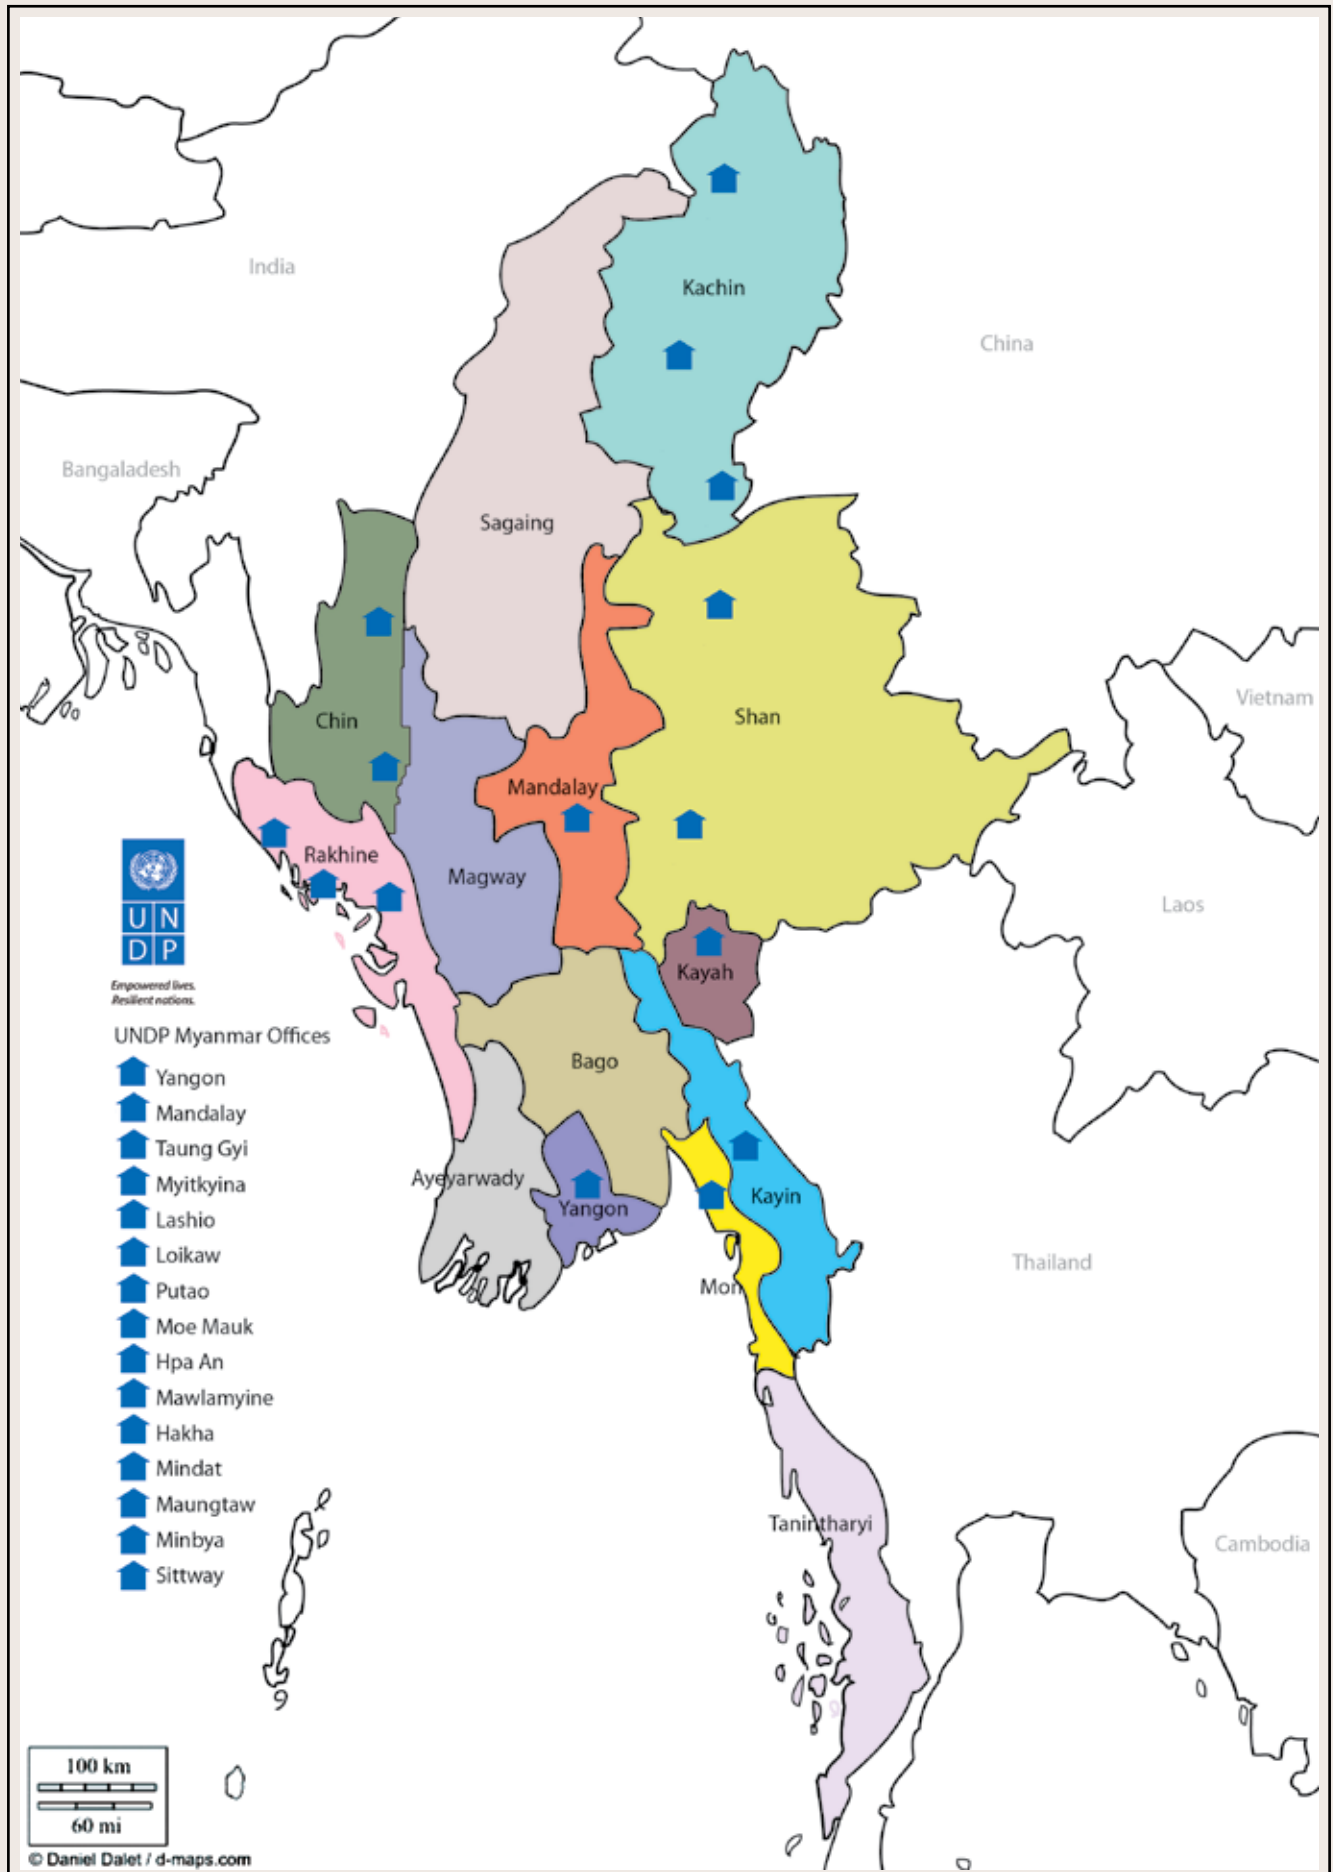 Kachin
India
China
Bangaladesh
Sagaing
Vietnam
Shan
Chin
Mandalay
Rakhine
Magway
Laos
UN
DP
Empowered lives.
Resilient nations.
Kayah
UNDP Myanmar Offices
Yangon
Mandalay
Taung Gyi
Myitkyina
Lashio
Loikaw
Putao
Moe Mauk
Hpa An
Mawlamyine
Hakha
Mindat
Maungtaw
Minbya
Sittway
Bago
Ayeyarwady
Yangon
Kayin
Thailand
Mon
Tanintharyi
Cambodia
100 km
60 mi
© Daniel Dalet / d-maps.com